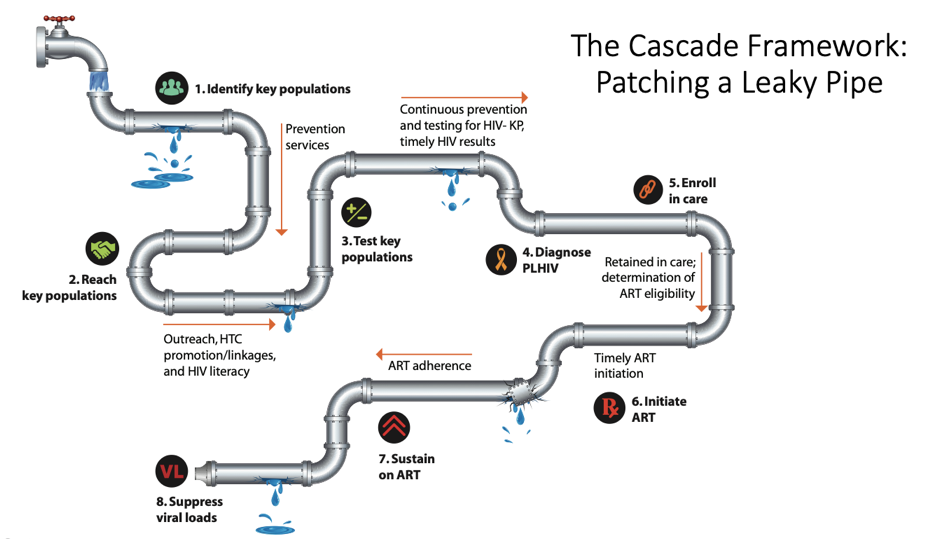 The Cascade Framework:
Patching a Leaky Pipe
1. Identify key populations
Prevention
services
Continuous prevention
and testing for HIV- KP,
timely HIV results
2. Reach
key populations
Outreach, HTC
promotion/linkages,
and HIV literacy
+/-
3. Test key
populations
4. Diagnose
PLHIV
5. Enroll
in care
Retained in care;
determination of
ART eligibility
Timely ART
initiation
Rx
6. Initiate
ART
ART adherence
7. Sustain
on ART
VL
8. Suppress
viral loads